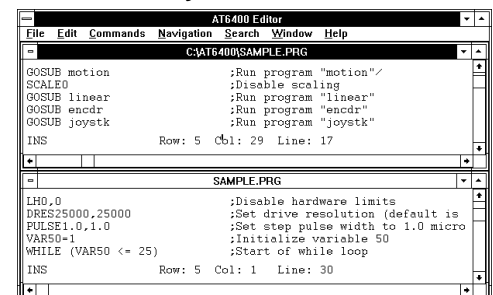 AT6400 Editor
File Edit Commands Navigation Search Window Help
C:\AT6400\SAMPLE.PRG
GOSUB motion ;Run program "motion"/
SCALE0 ;Disable scaling
GOSUB linear ;Run program "linear"
GOSUB encdr ;Run program "encdr"
GOSUB joystk ;Run program "joystk"
INS Row: 5 Col: 29 Line: 17
SAMPLE.PRG
LH0,0 ;Disable hardware limits
DRES25000,25000 ;Set drive resolution (default is
PULSE1.0,1.0 ;Set step pulse width to 1.0 micro
VAR50=1 ;Initialize variable 50
WHILE (VAR50 <= 25) ;Start of while loop
INS Row: 5 Col: 1 Line: 30